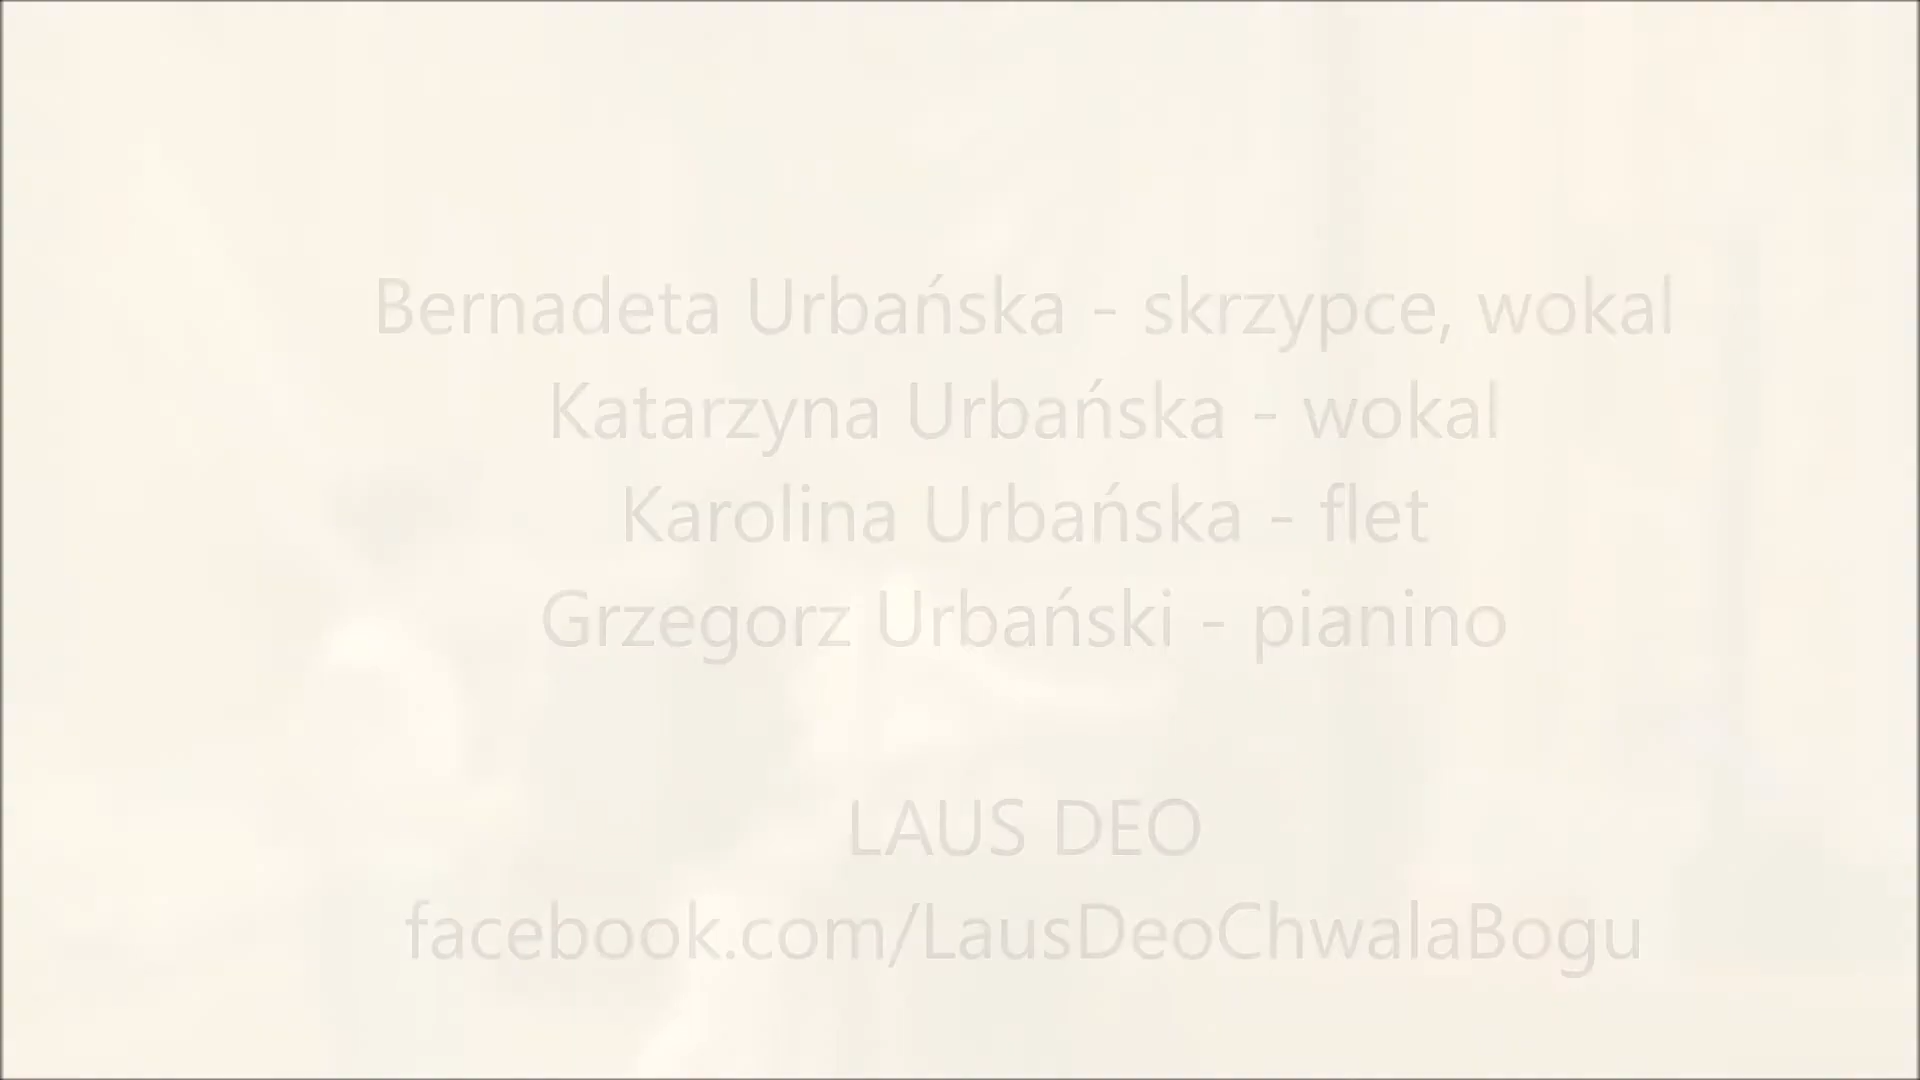 Bernadeta Urbańska - skrzypce, wokal
Katarzyna Urbańska - wokal
Karolina Urbańska - flet
Grzegorz Urbański - pianino
LAUS DEO
facebook.com/LausDeoChwalaBogu